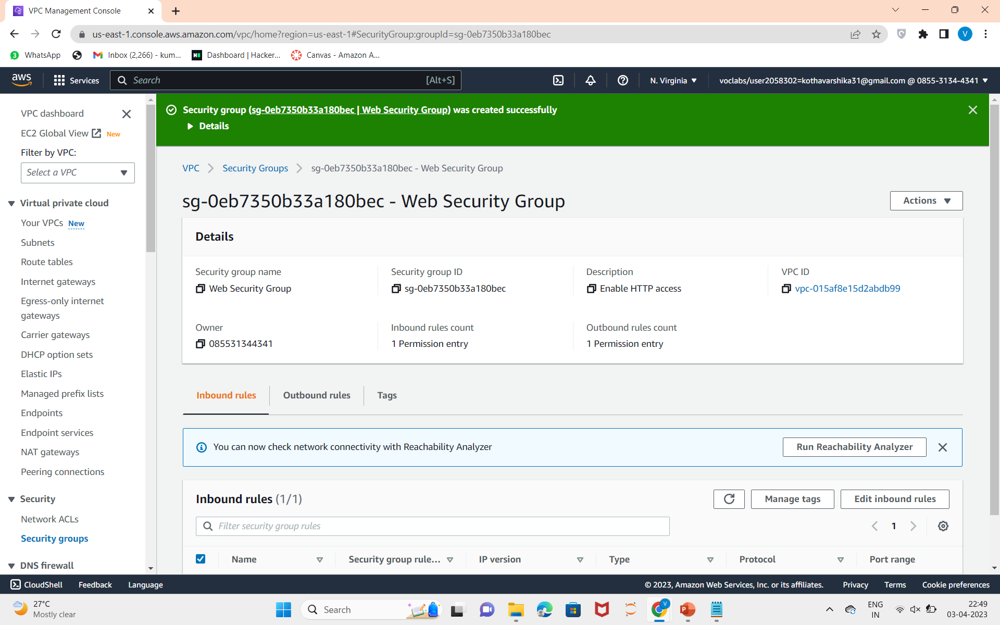 VPC Management Console
us-east-1.console.aws.amazon.com/vpc/home?region=us-east-1#SecurityGroup:groupId=sg-0eb7350b33a180bec
V
3 WhatsApp
Inbox (2,266) - kum...
Dashboard | Hacker...
Canvas - Amazon A...
aws
Services
Search
[Alt+S]
N. Virginia
voclabs/user2058302=kothavarshika31@gmail.com @ 0855-3134-4341
VPC dashboard
EC2 Global View New
Filter by VPC:
Select a VPC
Virtual private cloud
Your VPCs New
Subnets
Route tables
Internet gateways
Egress-only internet
gateways
Carrier gateways
DHCP option sets
Elastic IPs
Managed prefix lists
Endpoints
Endpoint services
NAT gateways
Peering connections
Security
Network ACLs
Security groups
DNS firewall
Security group (sg-0eb7350b33a180bec | Web Security Group) was created successfully
Details
VPC > Security Groups > sg-0eb7350b33a180bec - Web Security Group
sg-0eb7350b33a180bec - Web Security Group
Actions
Details
Security group name
Web Security Group
Security group ID
sg-0eb7350b33a180bec
Description
Enable HTTP access
VPC ID
vpc-015af8e15d2abdb99
Owner
085531344341
Inbound rules count
1 Permission entry
Outbound rules count
1 Permission entry
Inbound rules
Outbound rules
Tags
You can now check network connectivity with Reachability Analyzer
Run Reachability Analyzer
Inbound rules (1/1)
Manage tags
Edit inbound rules
Filter security group rules
1
Name
Security group rule...
IP version
Type
Protocol
Port range
CloudShell
Feedback
Language
© 2023, Amazon Web Services, Inc. or its affiliates.
Privacy
Terms
Cookie preferences
27°C
Mostly clear
Search
V
P
ENG
IN
22:49
03-04-2023